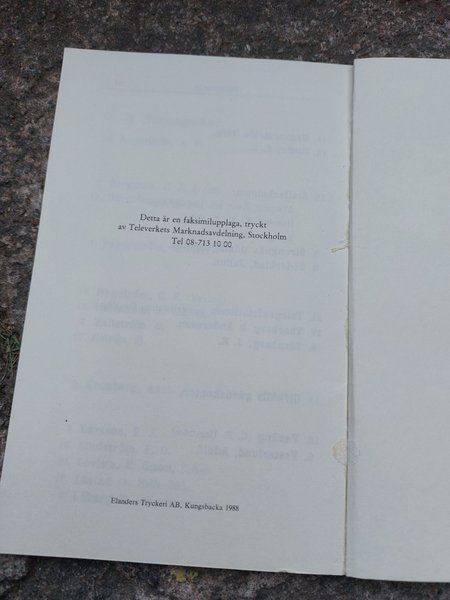 Detta är en faksimilupplaga, tryckt
av Televerkets Marknadsavdelning, Stockholm
Tel 08-713 10 00
Elanders Tryckeri AB, Kungsbacka 1988